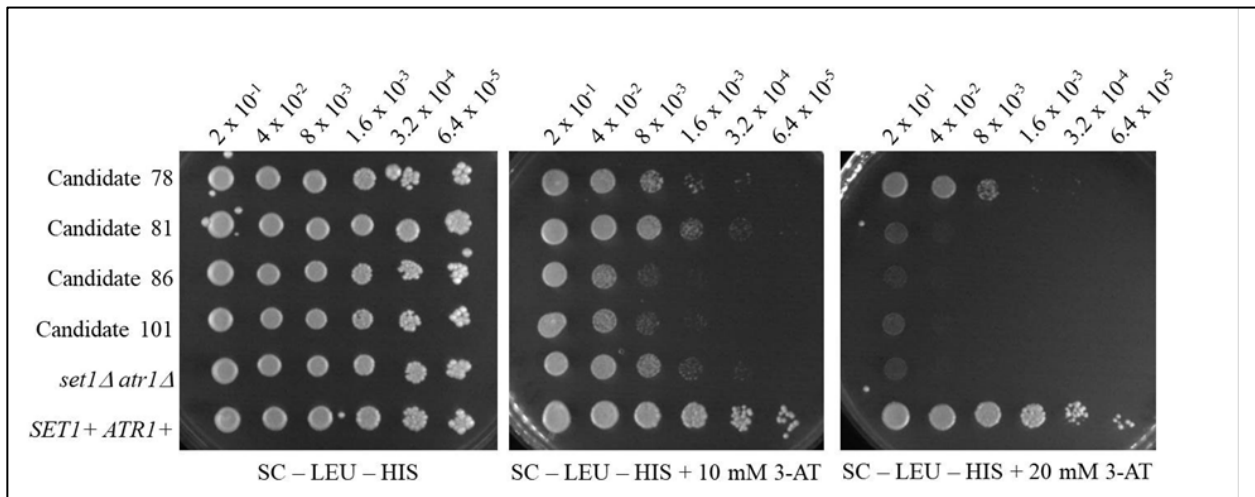 2 x 10⁻¹ 4 x 10⁻² 8 x 10⁻³ 1.6 x 10⁻³ 3.2 x 10⁻⁴ 6.4 x 10⁻⁵ 2 x 10⁻¹ 4 x 10⁻² 8 x 10⁻³ 1.6 x 10⁻³ 3.2 x 10⁻⁴ 6.4 x 10⁻⁵ 2 x 10⁻¹ 4 x 10⁻² 8 x 10⁻³ 1.6 x 10⁻³ 3.2 x 10⁻⁴ 6.4 x 10⁻⁵
Candidate 78
Candidate 81
Candidate 86
Candidate 101
set1Δ atr1Δ
SET1+ ATR1+
SC – LEU – HIS SC – LEU – HIS + 10 mM 3-AT SC – LEU – HIS + 20 mM 3-AT